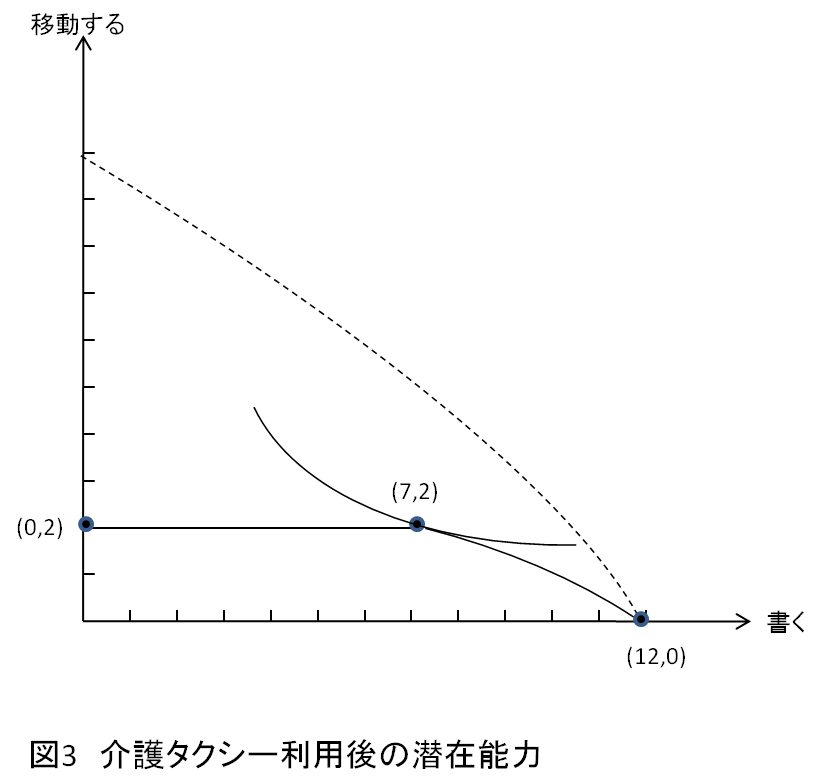 移動する
(7,2)
(0,2)
書く
(12,0)
図3 介護タクシー利用後の潜在能力